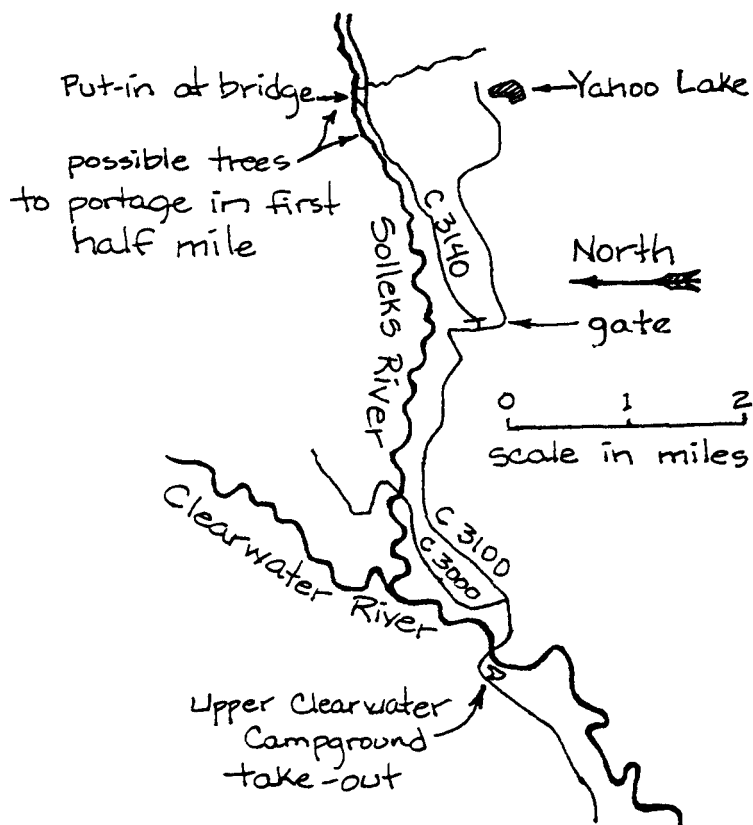 Put-in at bridge
Yahoo Lake
possible trees
to portage in first
half mile
C 3140
Solleks River
North
gate
0 1 2
scale in miles
Clearwater River
C 3100
C 3000
Upper Clearwater
Campground
take-out